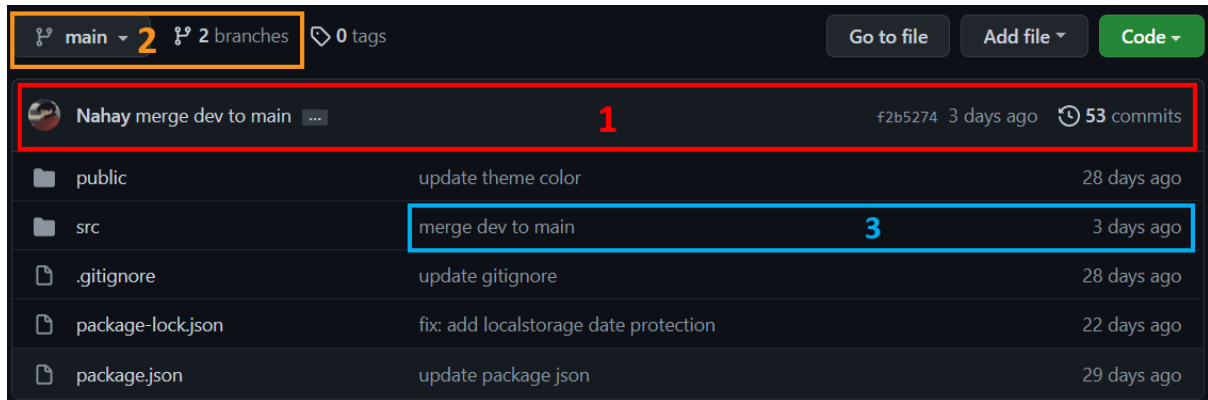 main 2 2 branches 0 tags Go to file Add file Code
Nahay merge dev to main ... 1 f2b5274 3 days ago 53 commits
public update theme color 28 days ago
src merge dev to main 3 3 days ago
.gitignore update gitignore 28 days ago
package-lock.json fix: add localstorage date protection 22 days ago
package.json update package json 29 days ago